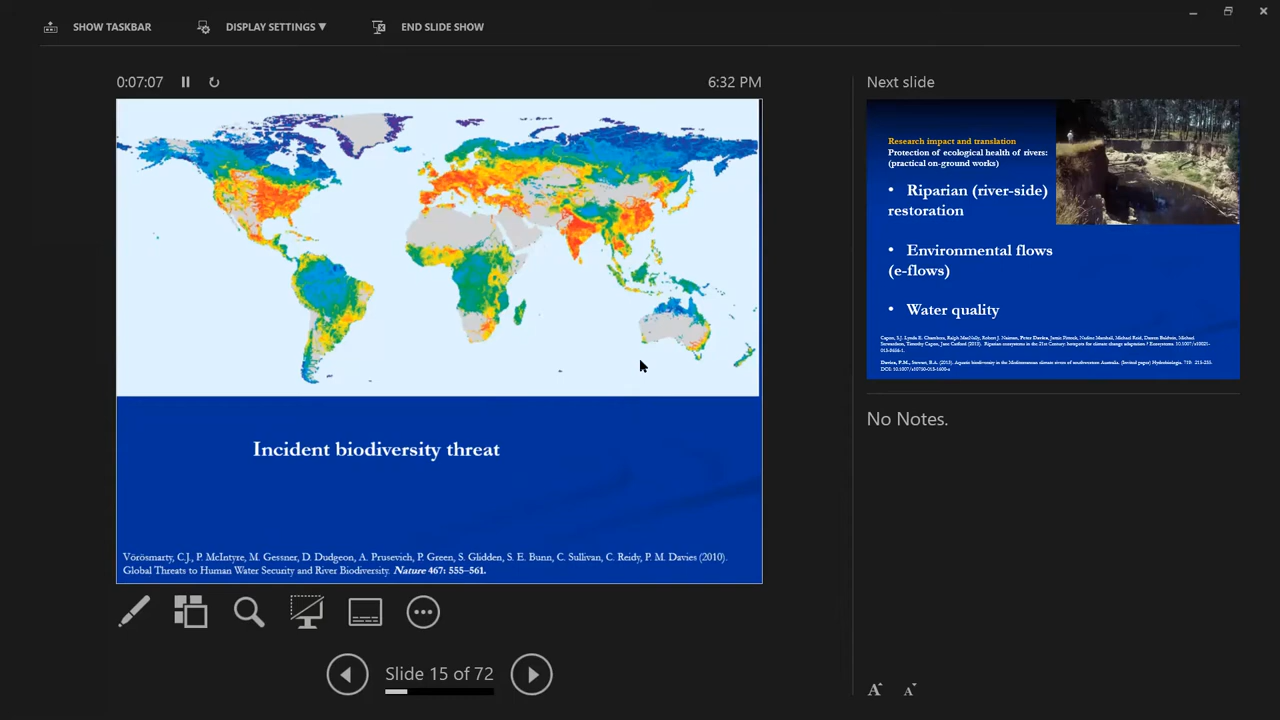 SHOW TASKBAR
DISPLAY SETTINGS ▼
END SLIDE SHOW
0:07:07
6:32 PM
Incident biodiversity threat
Vörösmarty, C.J., P. McIntyre, M. Gessner, D. Dudgeon, A. Prusevich, P. Green, S. Glidden, S. E. Bunn, C. Sullivan, C. Reidy, P. M. Davies (2010).
Global Threats to Human Water Security and River Biodiversity. Nature 467: 555–561.
Slide 15 of 72
Next slide
Research impact and translation
Protection of ecological health of rivers:
(practical on-ground works)
• Riparian (river-side)
restoration
• Environmental flows
(e-flows)
• Water quality
No Notes.
A A